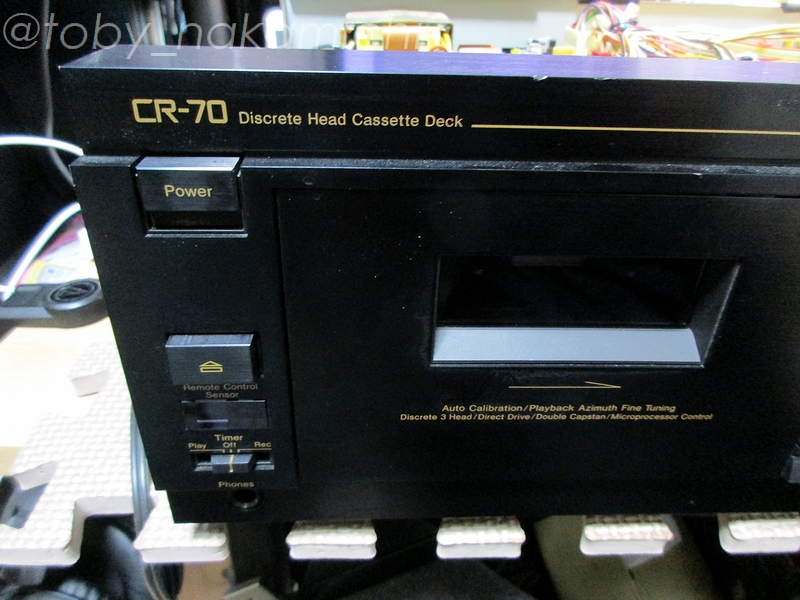 @toby_nakamichi
CR-70 Discrete Head Cassette Deck
Power
Remote Control
Sensor
Timer
Play Off Rec
Phones
Auto Calibration/Playback Azimuth Fine Tuning
Discrete 3 Head/Direct Drive/Double Capstan/Microprocessor Control